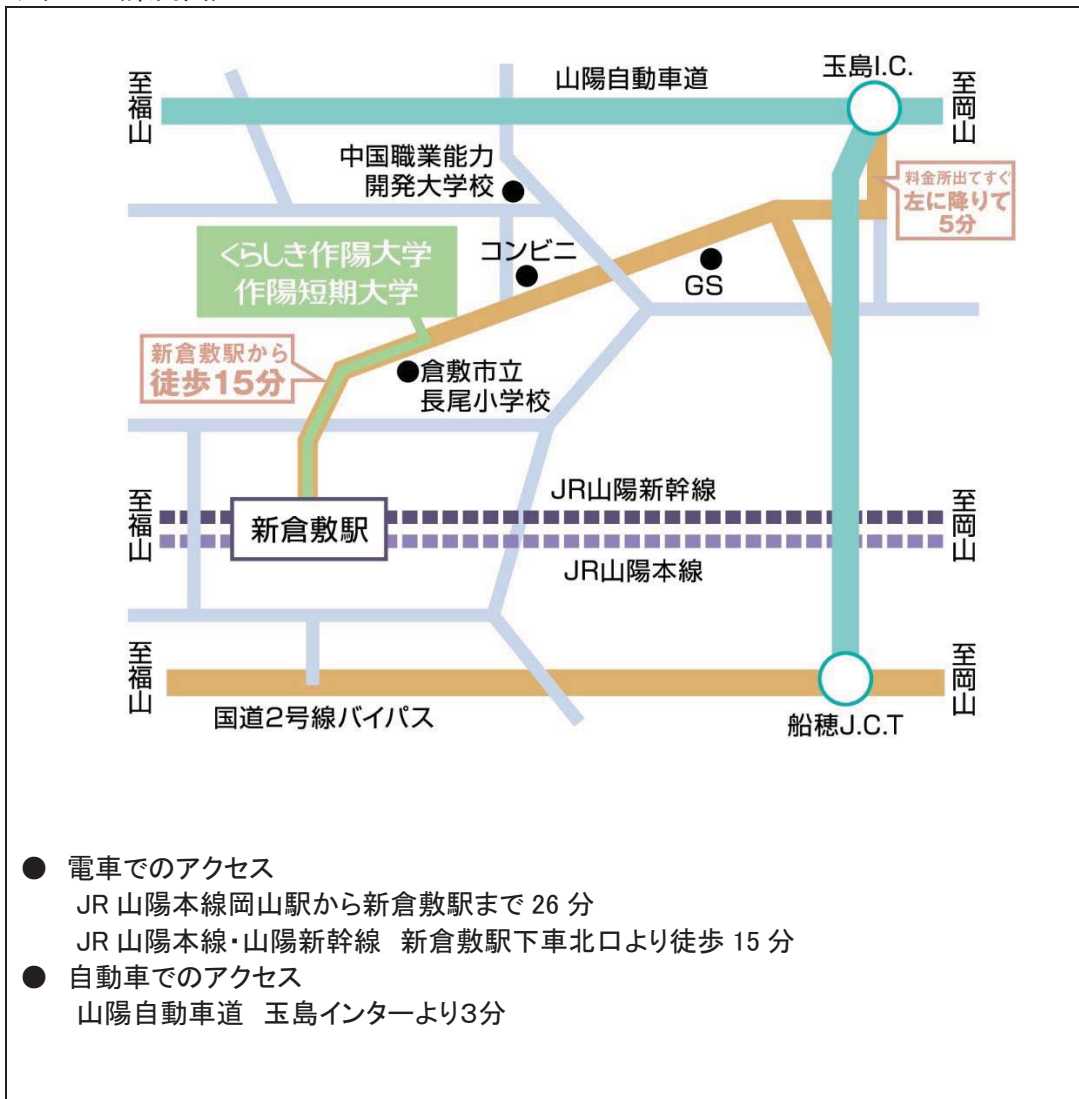 山陽自動車道
玉島I.C.
至福山
至岡山
中国職業能力
開発大学校
料金所出てすぐ
左に降りて
5分
くらしき作陽大学
作陽短期大学
コンビニ
GS
新倉敷駅から
徒歩15分
倉敷市立
長尾小学校
JR山陽新幹線
至福山
新倉敷駅
至岡山
JR山陽本線
至福山
至岡山
国道2号線バイパス
船穂J.C.T
● 電車でのアクセス
JR 山陽本線岡山駅から新倉敷駅まで 26 分
JR 山陽本線・山陽新幹線 新倉敷駅下車北口より徒歩 15 分
● 自動車でのアクセス
山陽自動車道 玉島インターより3分